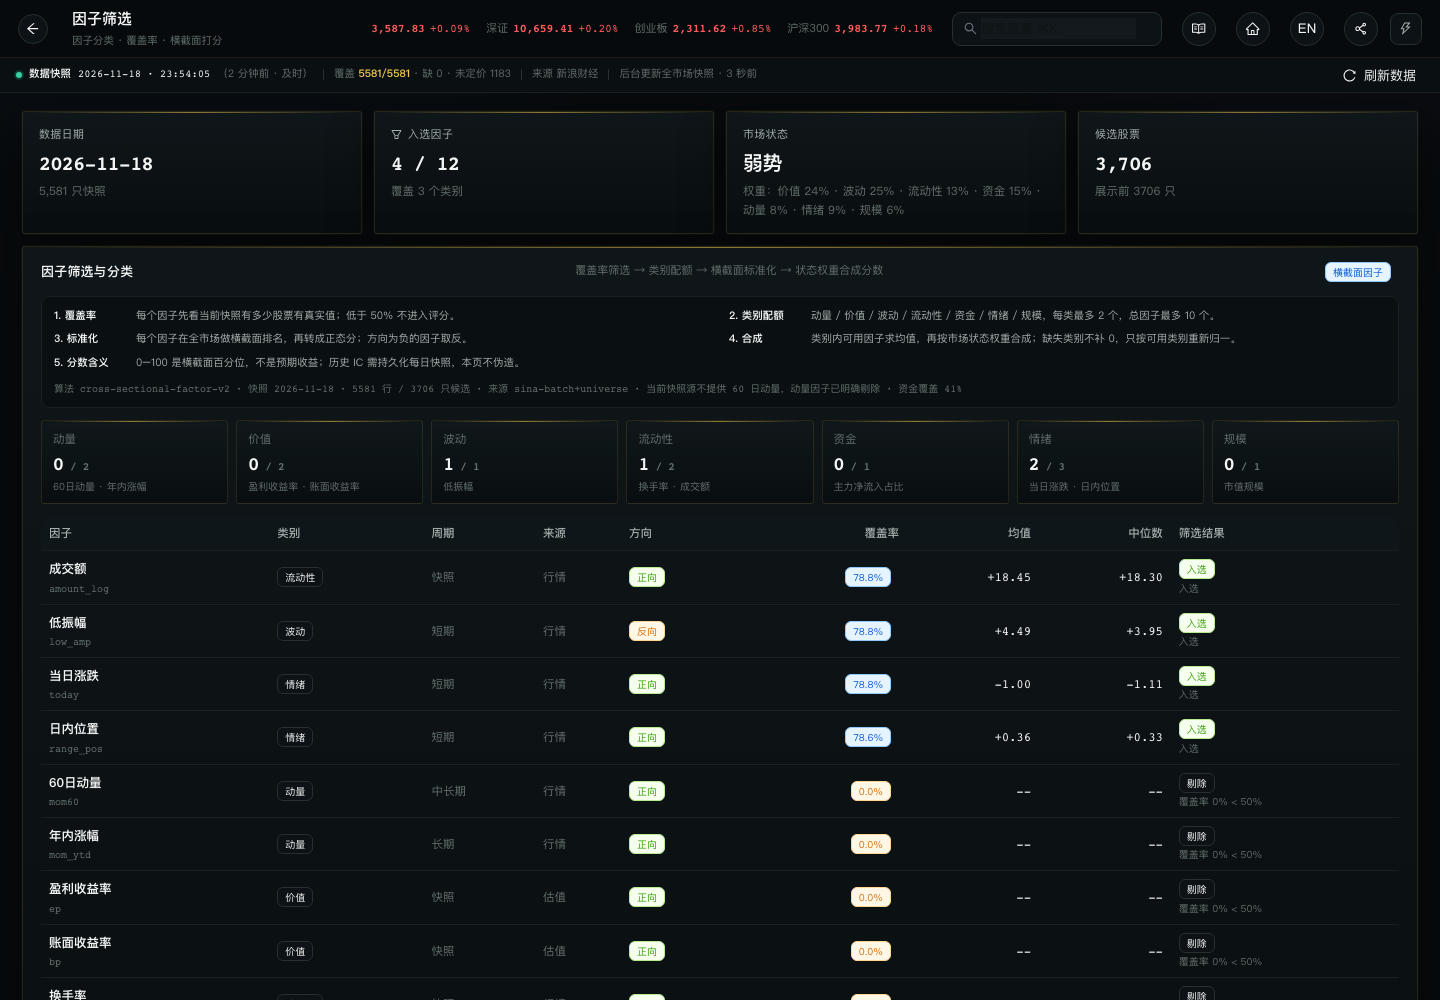 因子筛选
因子分类 · 覆盖率 · 横截面打分
3,587.83 +0.09% 深证 10,659.41 +0.20% 创业板 2,311.62 +0.85% 沪深300 3,983.77 +0.18%
EN
数据快照 2026-11-18 · 23:54:05 (2 分钟前 · 及时) 覆盖 5581/5581 · 缺 0 · 未定价 1183 来源 新浪财经 后台更新全市场快照 · 3 秒前
刷新数据
数据日期
2026-11-18
5,581 只快照
入选因子
4 / 12
覆盖 3 个类别
市场状态
弱势
权重: 价值 24% · 波动 25% · 流动性 13% · 资金 15% ·
动量 8% · 情绪 9% · 规模 6%
候选股票
3,706
展示前 3706 只
因子筛选与分类
覆盖率筛选 → 类别配额 → 横截面标准化 → 状态权重合成分数
横截面因子
1. 覆盖率 每个因子先看当前快照有多少股票有真实值；低于 50% 不进入评分。
2. 类别配额 动量 / 价值 / 波动 / 流动性 / 资金 / 情绪 / 规模，每类最多 2 个，总因子最多 10 个。
3. 标准化 每个因子在全市场做横截面排名，再转成正态分；方向为负的因子取反。
4. 合成 类别内可用因子求均值，再按市场状态权重合成；缺失类别不补 0，只按可用类别重新归一。
5. 分数含义 0—100 是横截面百分位，不是预期收益；历史 IC 需持久化每日快照，本页不伪造。
算法 cross-sectional-factor-v2 · 快照 2026-11-18 · 5581 行 / 3706 只候选 · 来源 sina-batch+universe · 当前快照源不提供 60 日动量，动量因子已明确剔除 · 资金覆盖 41%
动量
0 / 2
60日动量 · 年内涨幅
价值
0 / 2
盈利收益率 · 账面收益率
波动
1 / 1
低振幅
流动性
1 / 2
换手率 · 成交额
资金
0 / 1
主力净流入占比
情绪
2 / 3
当日涨跌 · 日内位置
规模
0 / 1
市值规模
因子 类别 周期 来源 方向 覆盖率 均值 中位数 筛选结果
成交额 流动性 快照 行情 正向 78.8% +18.45 +18.30 入选
amount_log 入选
低振幅 波动 短期 行情 反向 78.8% +4.49 +3.95 入选
low_amp 入选
当日涨跌 情绪 短期 行情 正向 78.8% -1.00 -1.11 入选
today 入选
日内位置 情绪 短期 行情 正向 78.6% +0.36 +0.33 入选
range_pos 入选
60日动量 动量 中长期 行情 正向 0.0% -- -- 剔除
mom60 覆盖率 0% < 50%
年内涨幅 动量 长期 行情 正向 0.0% -- -- 剔除
mom_ytd 覆盖率 0% < 50%
盈利收益率 价值 快照 估值 正向 0.0% -- -- 剔除
ep 覆盖率 0% < 50%
账面收益率 价值 快照 估值 正向 0.0% -- -- 剔除
bp 覆盖率 0% < 50%
换手率 剔除